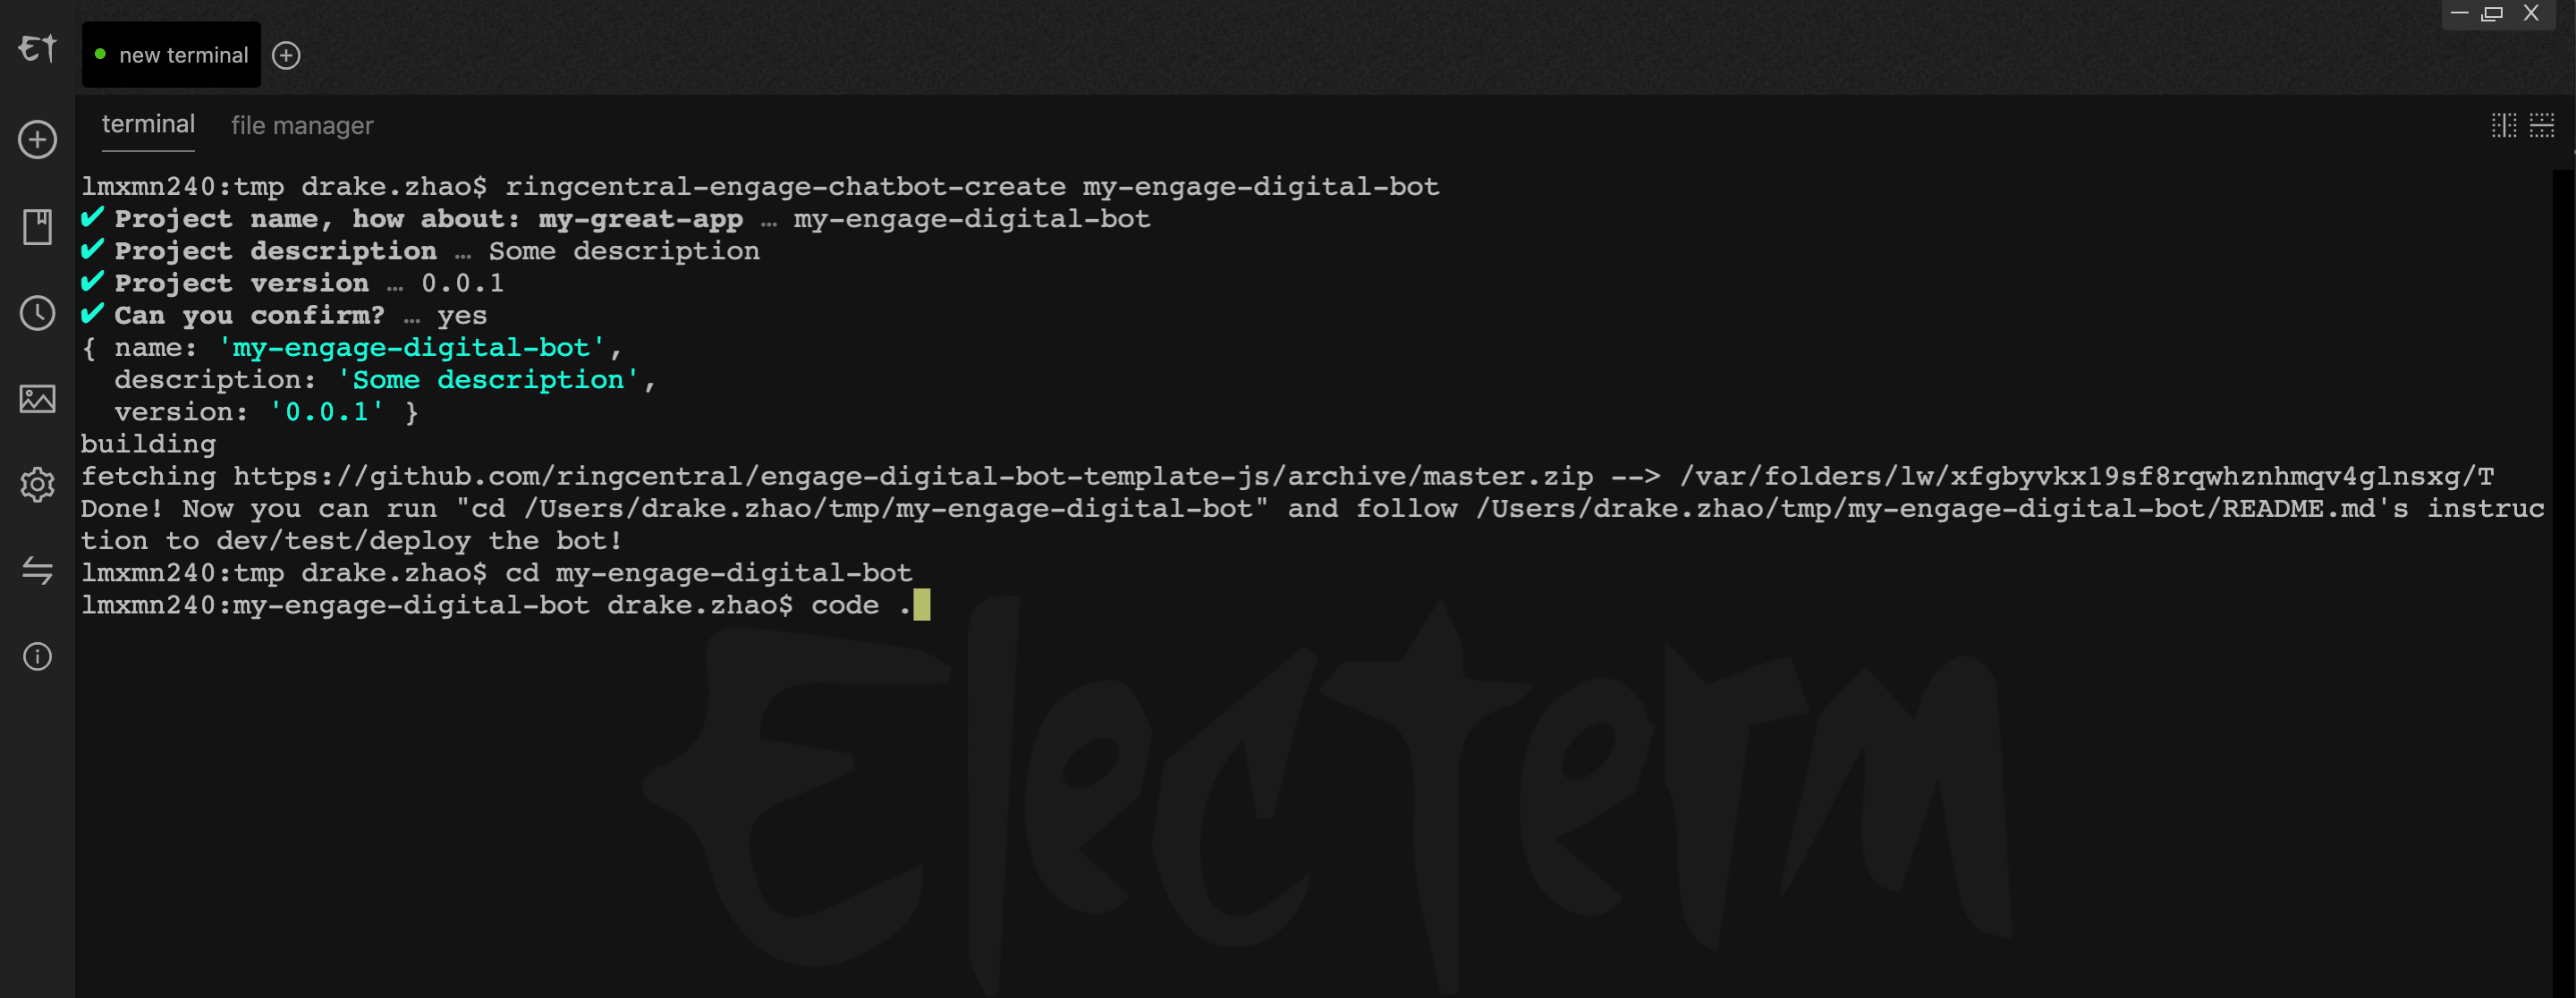 ET
new terminal
terminal file manager
lmxmn240:tmp drake.zhao$ ringcentral-engage-chatbot-create my-engage-digital-bot
✔ Project name, how about: my-great-app … my-engage-digital-bot
✔ Project description … Some description
✔ Project version … 0.0.1
✔ Can you confirm? … yes
{ name: 'my-engage-digital-bot',
  description: 'Some description',
  version: '0.0.1' }
building
fetching https://github.com/ringcentral/engage-digital-bot-template-js/archive/master.zip --> /var/folders/lw/xfgbyvkx19sf8rqwhznhmqv4glnsxg/T
Done! Now you can run "cd /Users/drake.zhao/tmp/my-engage-digital-bot" and follow /Users/drake.zhao/tmp/my-engage-digital-bot/README.md's instruc
tion to dev/test/deploy the bot!
lmxmn240:tmp drake.zhao$ cd my-engage-digital-bot
lmxmn240:my-engage-digital-bot drake.zhao$ code .
Electerm